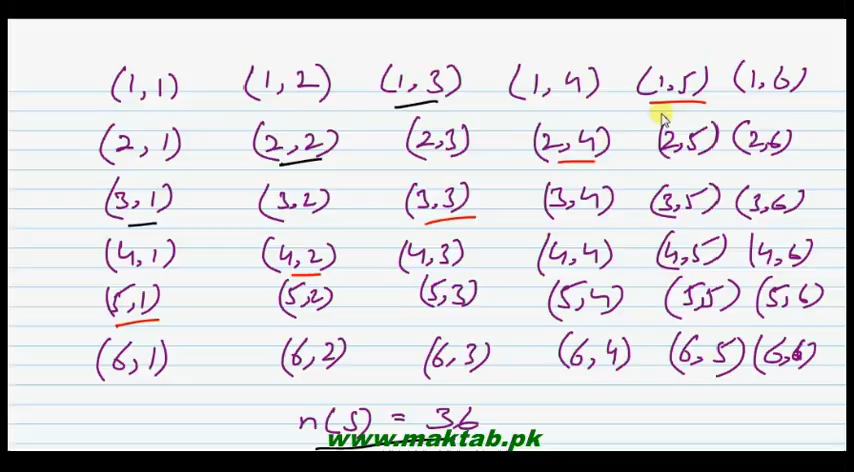 (1,1) (1,2) (1,3) (1,4) (1,5) (1,6)
(2,1) (2,2) (2,3) (2,4) (2,5) (2,6)
(3,1) (3,2) (3,3) (3,4) (3,5) (3,6)
(4,1) (4,2) (4,3) (4,4) (4,5) (4,6)
(5,1) (5,2) (5,3) (5,4) (5,5) (5,6)
(6,1) (6,2) (6,3) (6,4) (6,5) (6,6)
n(S) = 36
www.maktab.pk